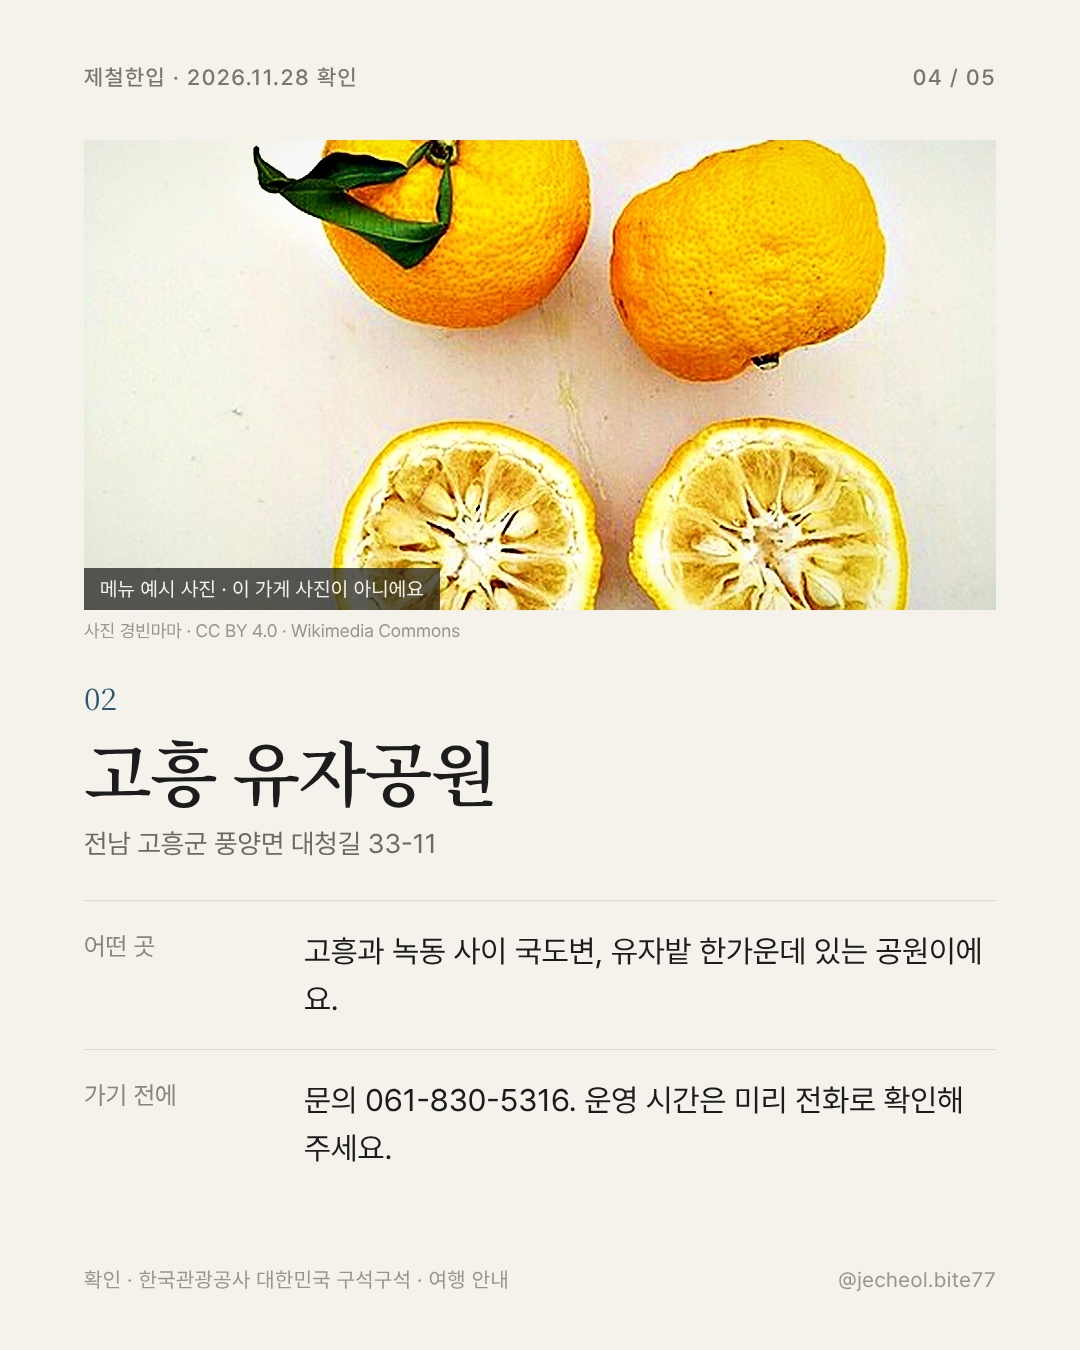 제철한입 · 2026.11.28 확인
04 / 05
메뉴 예시 사진 · 이 가게 사진이 아니에요
사진 경빈마마 · CC BY 4.0 · Wikimedia Commons
02
고흥 유자공원
전남 고흥군 풍양면 대청길 33-11
어떤 곳
고흥과 녹동 사이 국도변, 유자밭 한가운데 있는 공원이에
요.
가기 전에
문의 061-830-5316. 운영 시간은 미리 전화로 확인해
주세요.
확인 · 한국관광공사 대한민국 구석구석 · 여행 안내
@jecheol.bite77